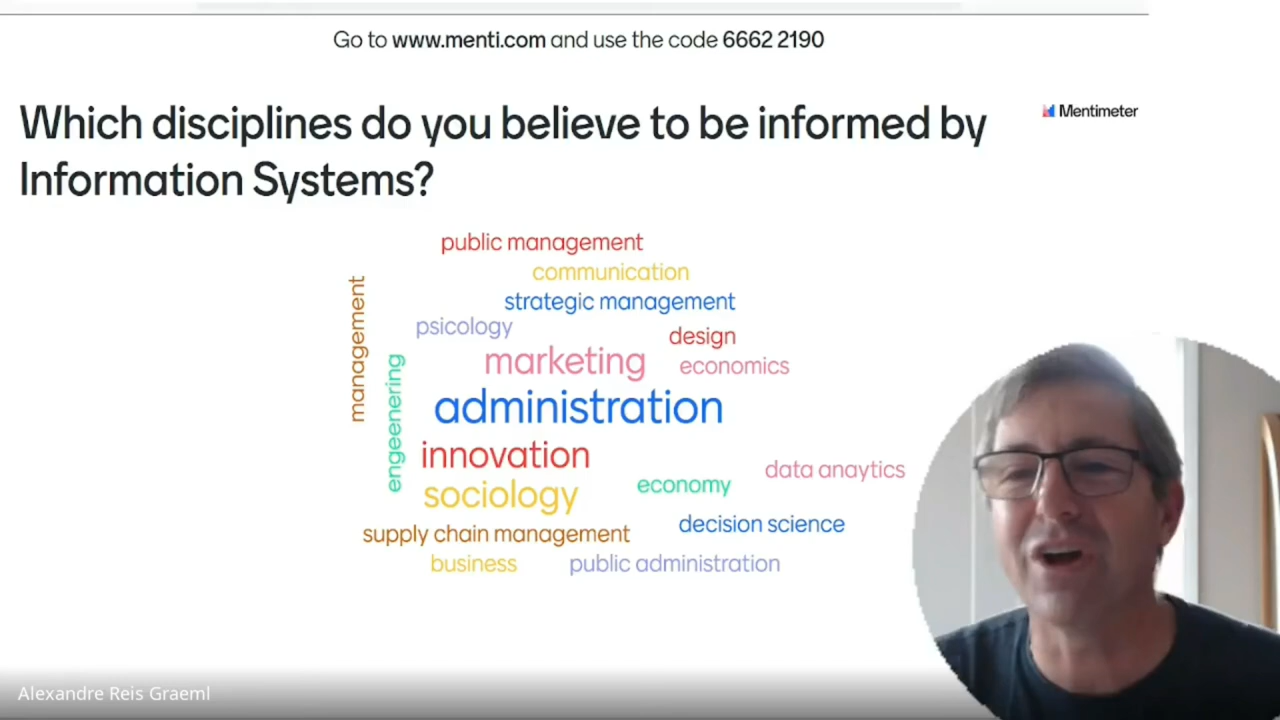 Go to www.menti.com and use the code 6662 2190
Which disciplines do you believe to be informed by
Information Systems?
Mentimeter
public management
communication
strategic management
management
psicology
design
marketing
economics
engeenering
administration
innovation
data anaytics
economy
sociology
decision science
supply chain management
business
public administration
Alexandre Reis Graeml